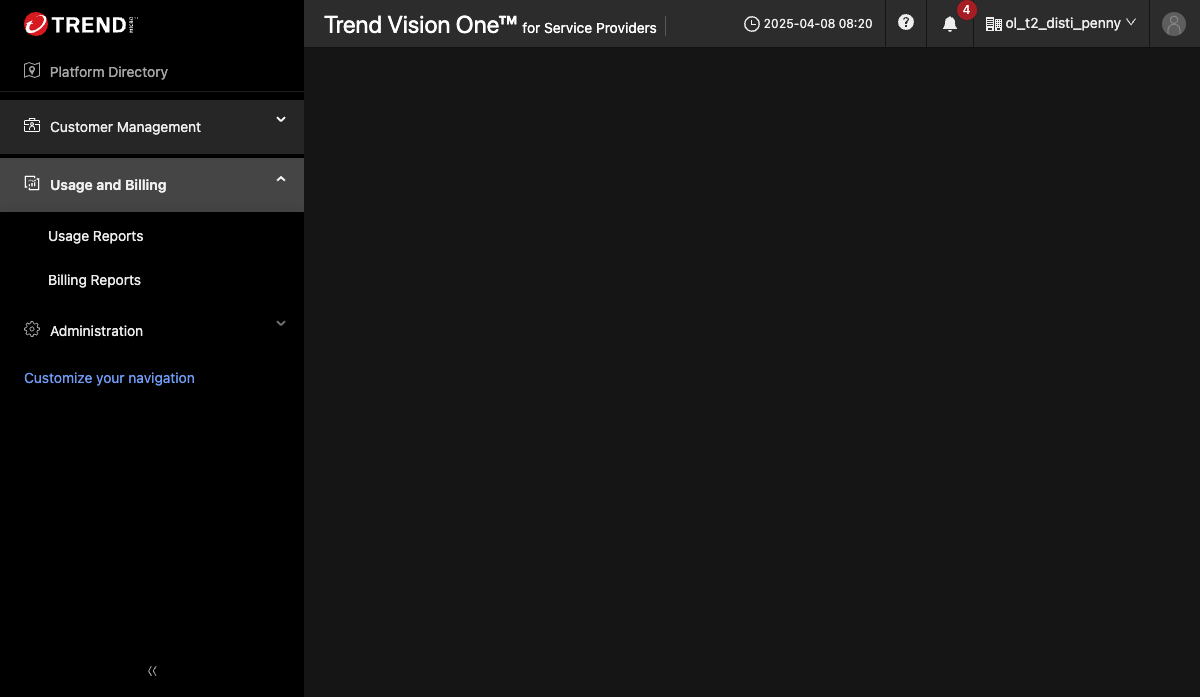 TREND MICRO™
Trend Vision One™ for Service Providers
2025-04-08 08:20
4
ol_t2_disti_penny
Platform Directory
Customer Management
Usage and Billing
Usage Reports
Billing Reports
Administration
Customize your navigation